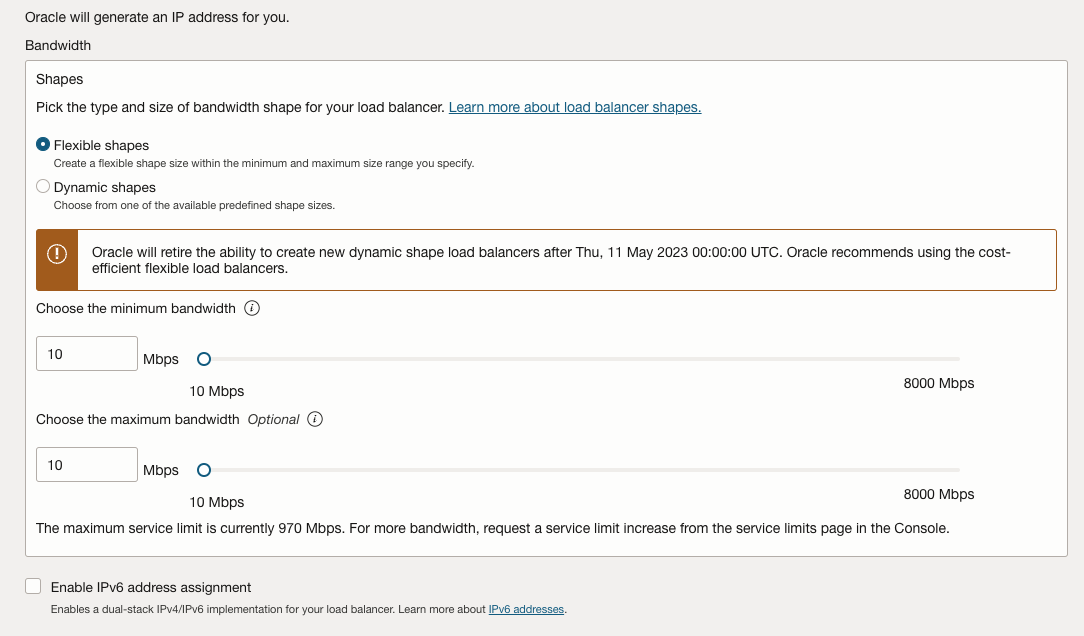 Oracle will generate an IP address for you.
Bandwidth
Shapes
Pick the type and size of bandwidth shape for your load balancer. Learn more about load balancer shapes.
Flexible shapes
Create a flexible shape size within the minimum and maximum size range you specify.
Dynamic shapes
Choose from one of the available predefined shape sizes.
Oracle will retire the ability to create new dynamic shape load balancers after Thu, 11 May 2023 00:00:00 UTC. Oracle recommends using the cost-
efficient flexible load balancers.
Choose the minimum bandwidth
10 Mbps
10 Mbps 8000 Mbps
Choose the maximum bandwidth Optional
10 Mbps
10 Mbps 8000 Mbps
The maximum service limit is currently 970 Mbps. For more bandwidth, request a service limit increase from the service limits page in the Console.
Enable IPv6 address assignment
Enables a dual-stack IPv4/IPv6 implementation for your load balancer. Learn more about IPv6 addresses.